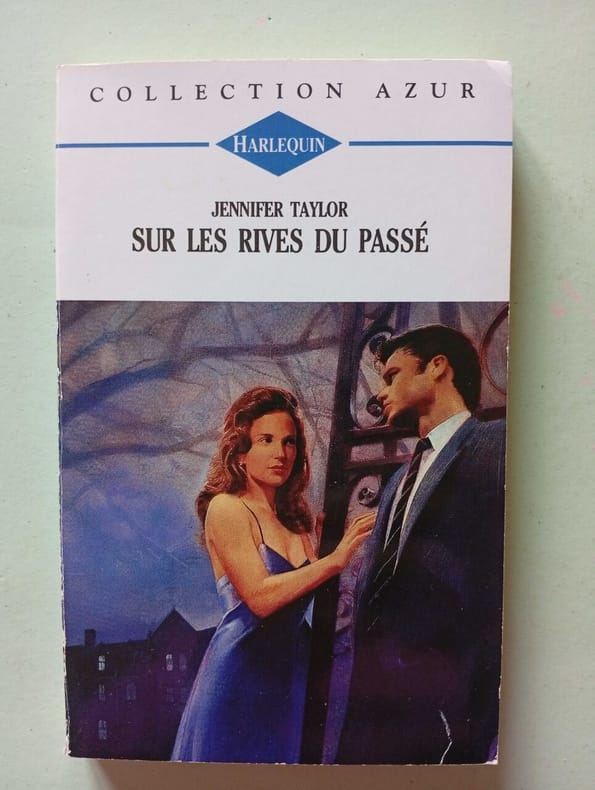 COLLECTION AZUR
HARLEQUIN
JENNIFER TAYLOR
SUR LES RIVES DU PASSÉ